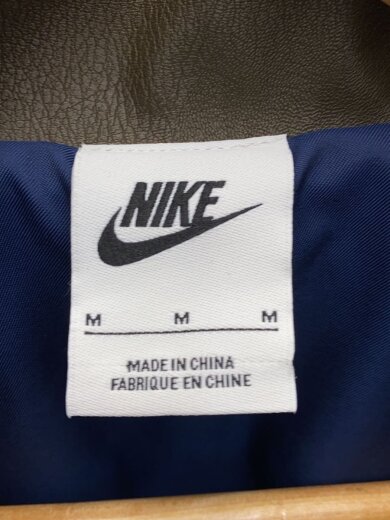 NIKE
M M M
MADE IN CHINA
FABRIQUE EN CHINE